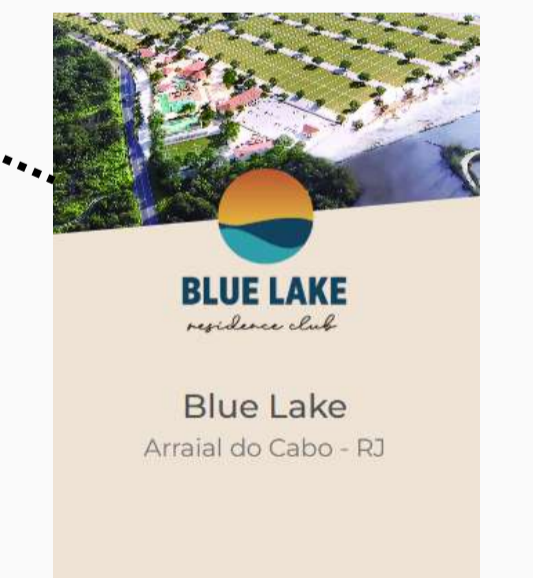 BLUE LAKE
residence club
Blue Lake
Arraial do Cabo - RJ